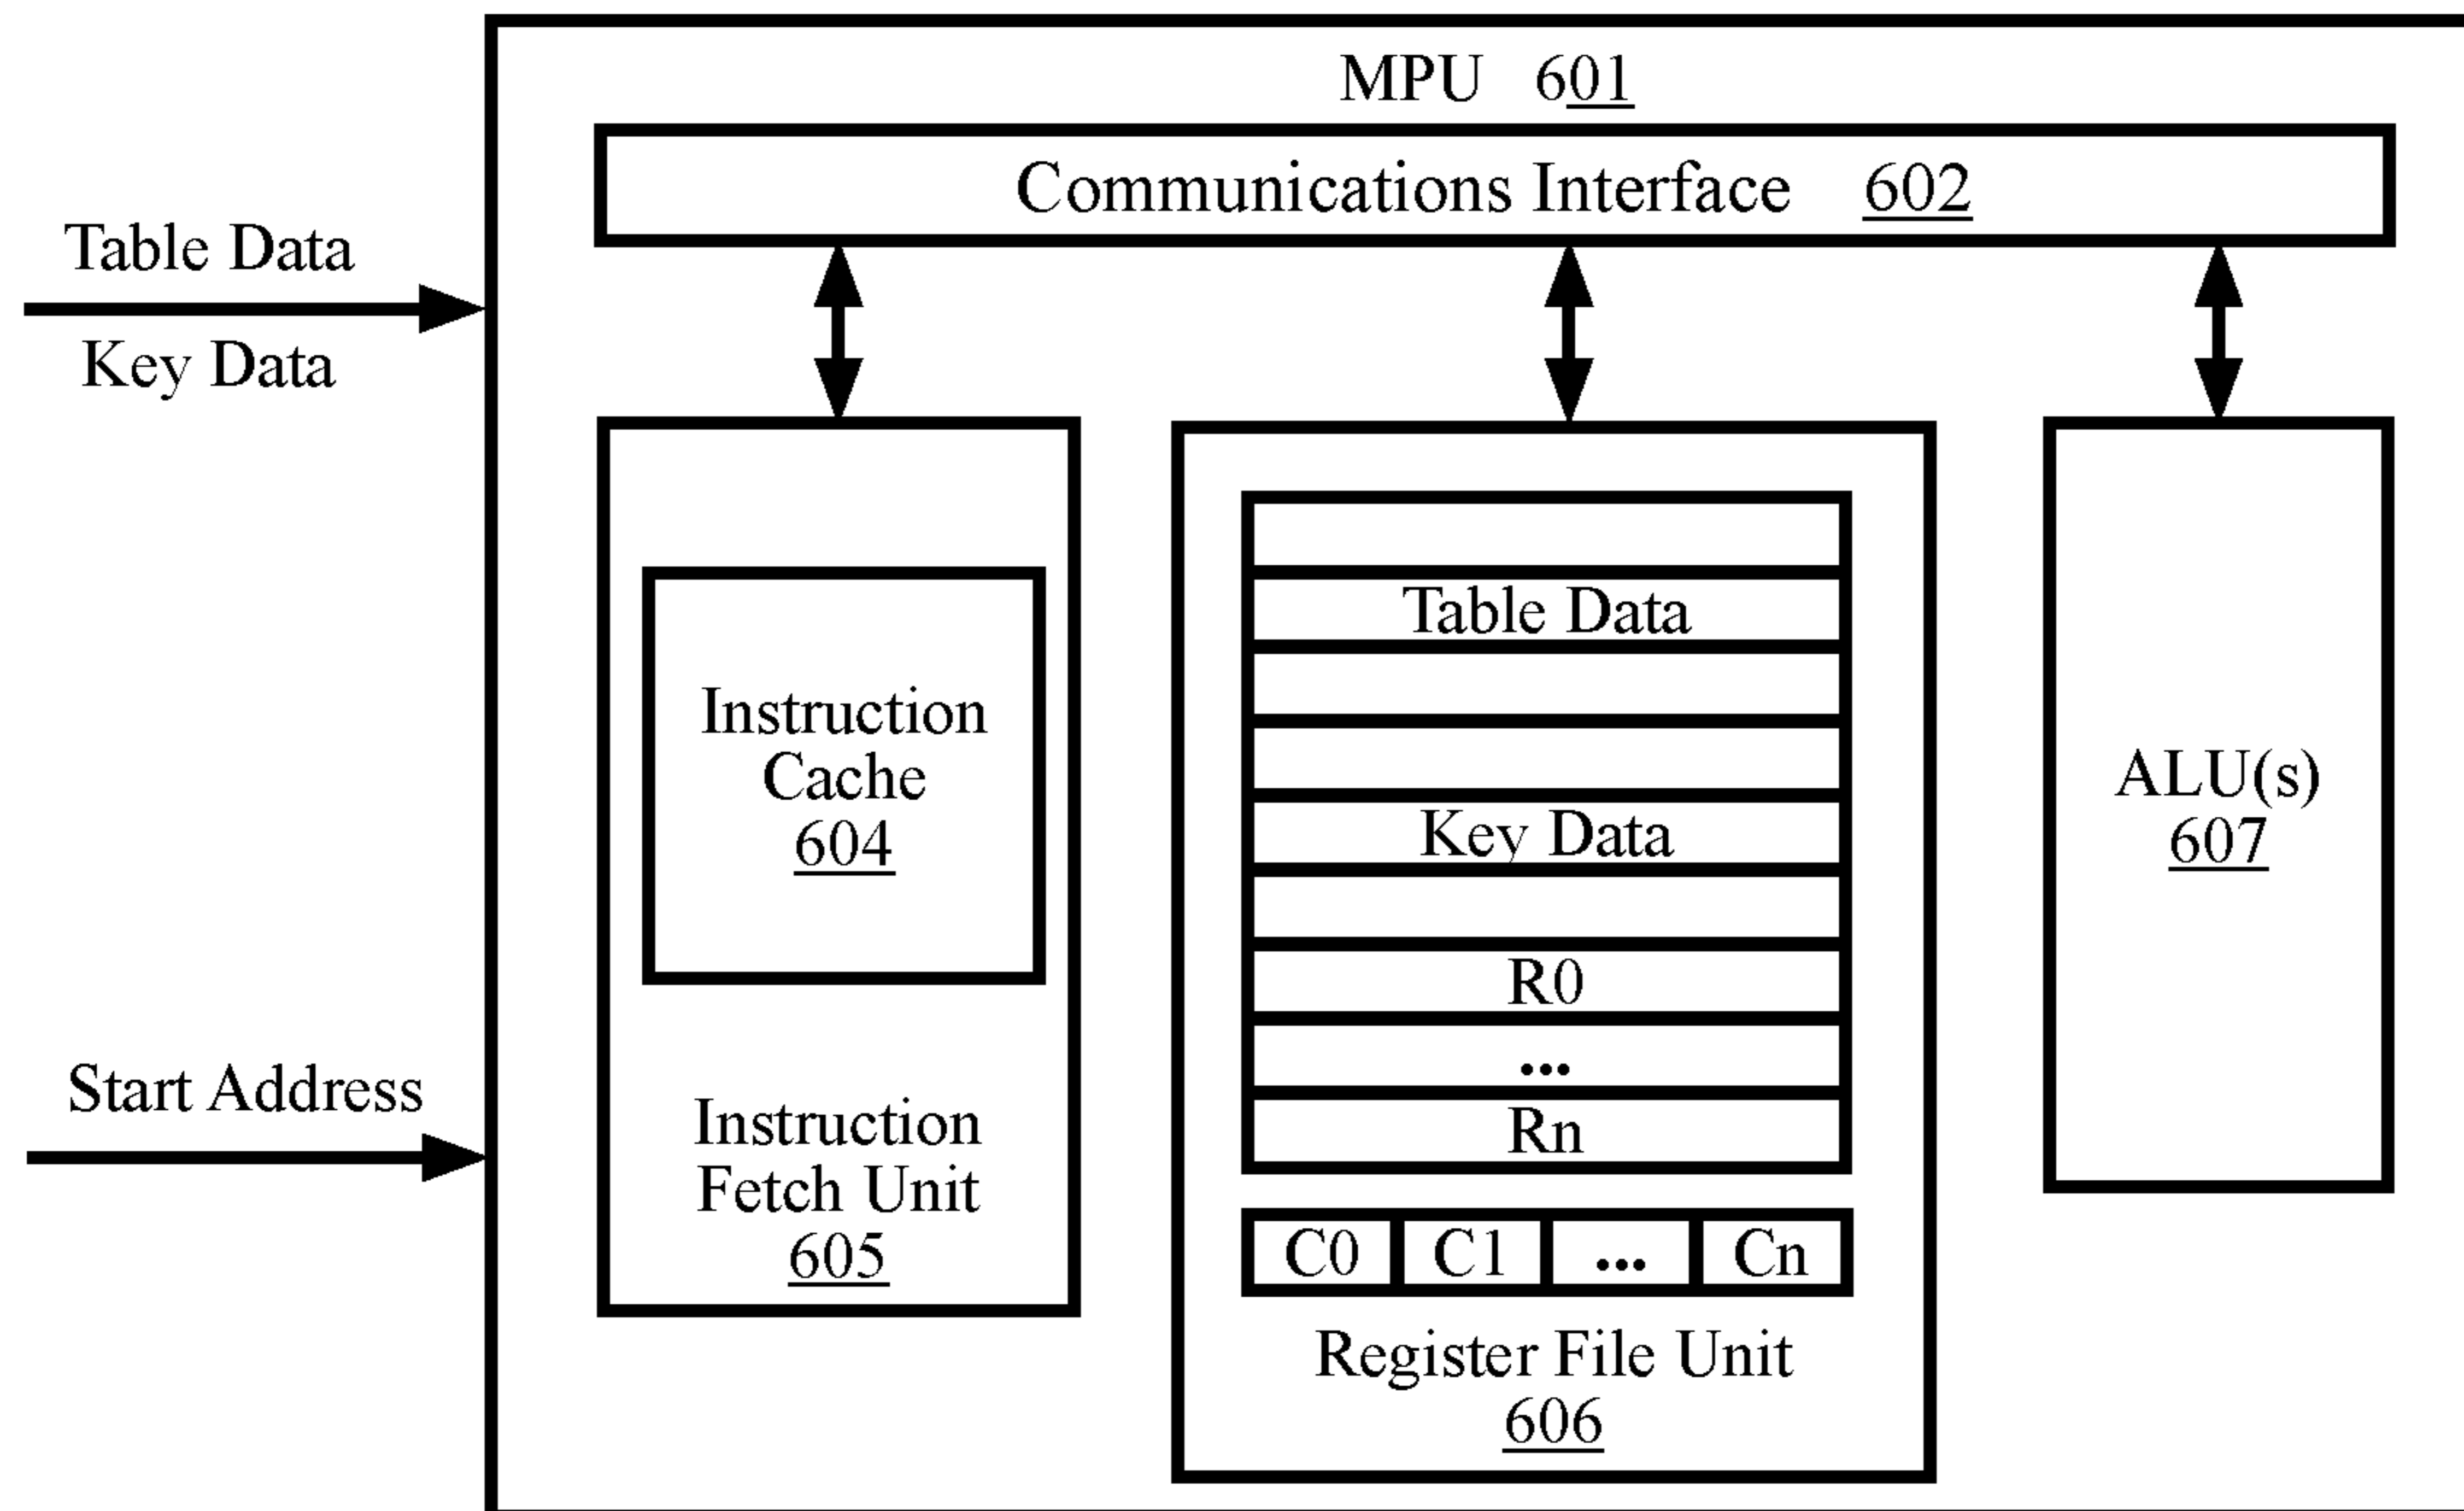 MPU 601
Communications Interface 602
Table Data
Key Data
Start Address
Instruction
Cache
604
Instruction
Fetch Unit
605
Table Data
Key Data
R0
...
Rn
C0 C1 ... Cn
Register File Unit
606
ALU(s)
607